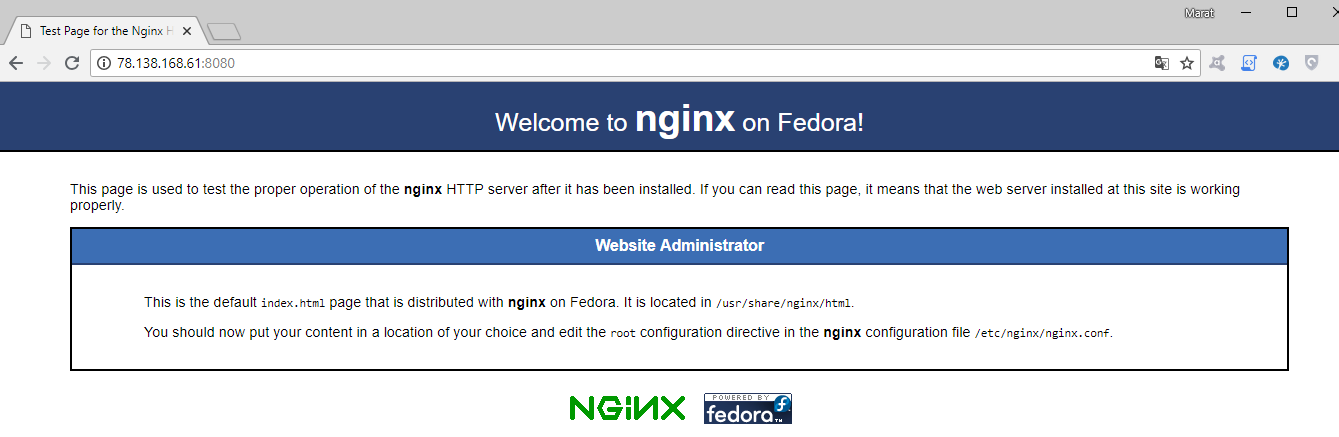 Marat
Test Page for the Nginx H
78.138.168.61:8080
Welcome to nginx on Fedora!
This page is used to test the proper operation of the nginx HTTP server after it has been installed. If you can read this page, it means that the web server installed at this site is working
properly.
Website Administrator
This is the default index.html page that is distributed with nginx on Fedora. It is located in /usr/share/nginx/html.
You should now put your content in a location of your choice and edit the root configuration directive in the nginx configuration file /etc/nginx/nginx.conf.
NGiNX
POWERED BY
fedora TM